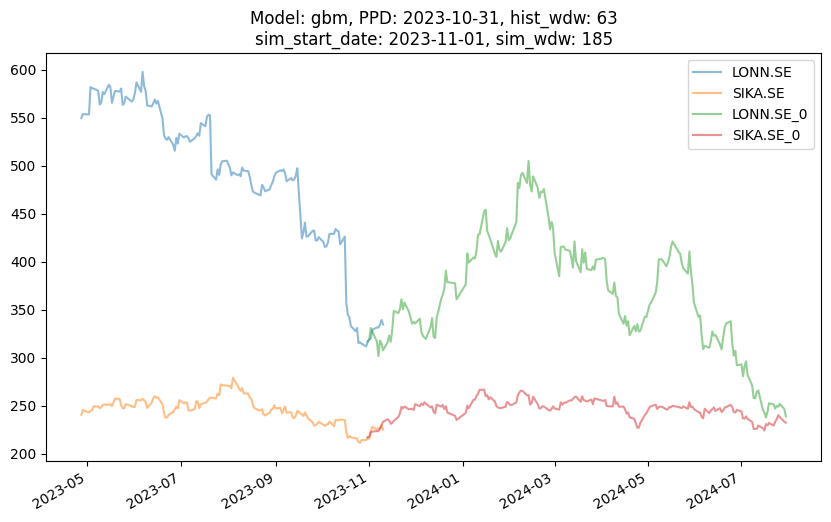 Model: gbm, PPD: 2023-10-31, hist_wdw: 63
sim_start_date: 2023-11-01, sim_wdw: 185
LONN.SE
SIKA.SE
LONN.SE_0
SIKA.SE_0
600
550
500
450
400
350
300
250
200
2023-05
2023-07
2023-09
2023-11
2024-01
2024-03
2024-05
2024-07